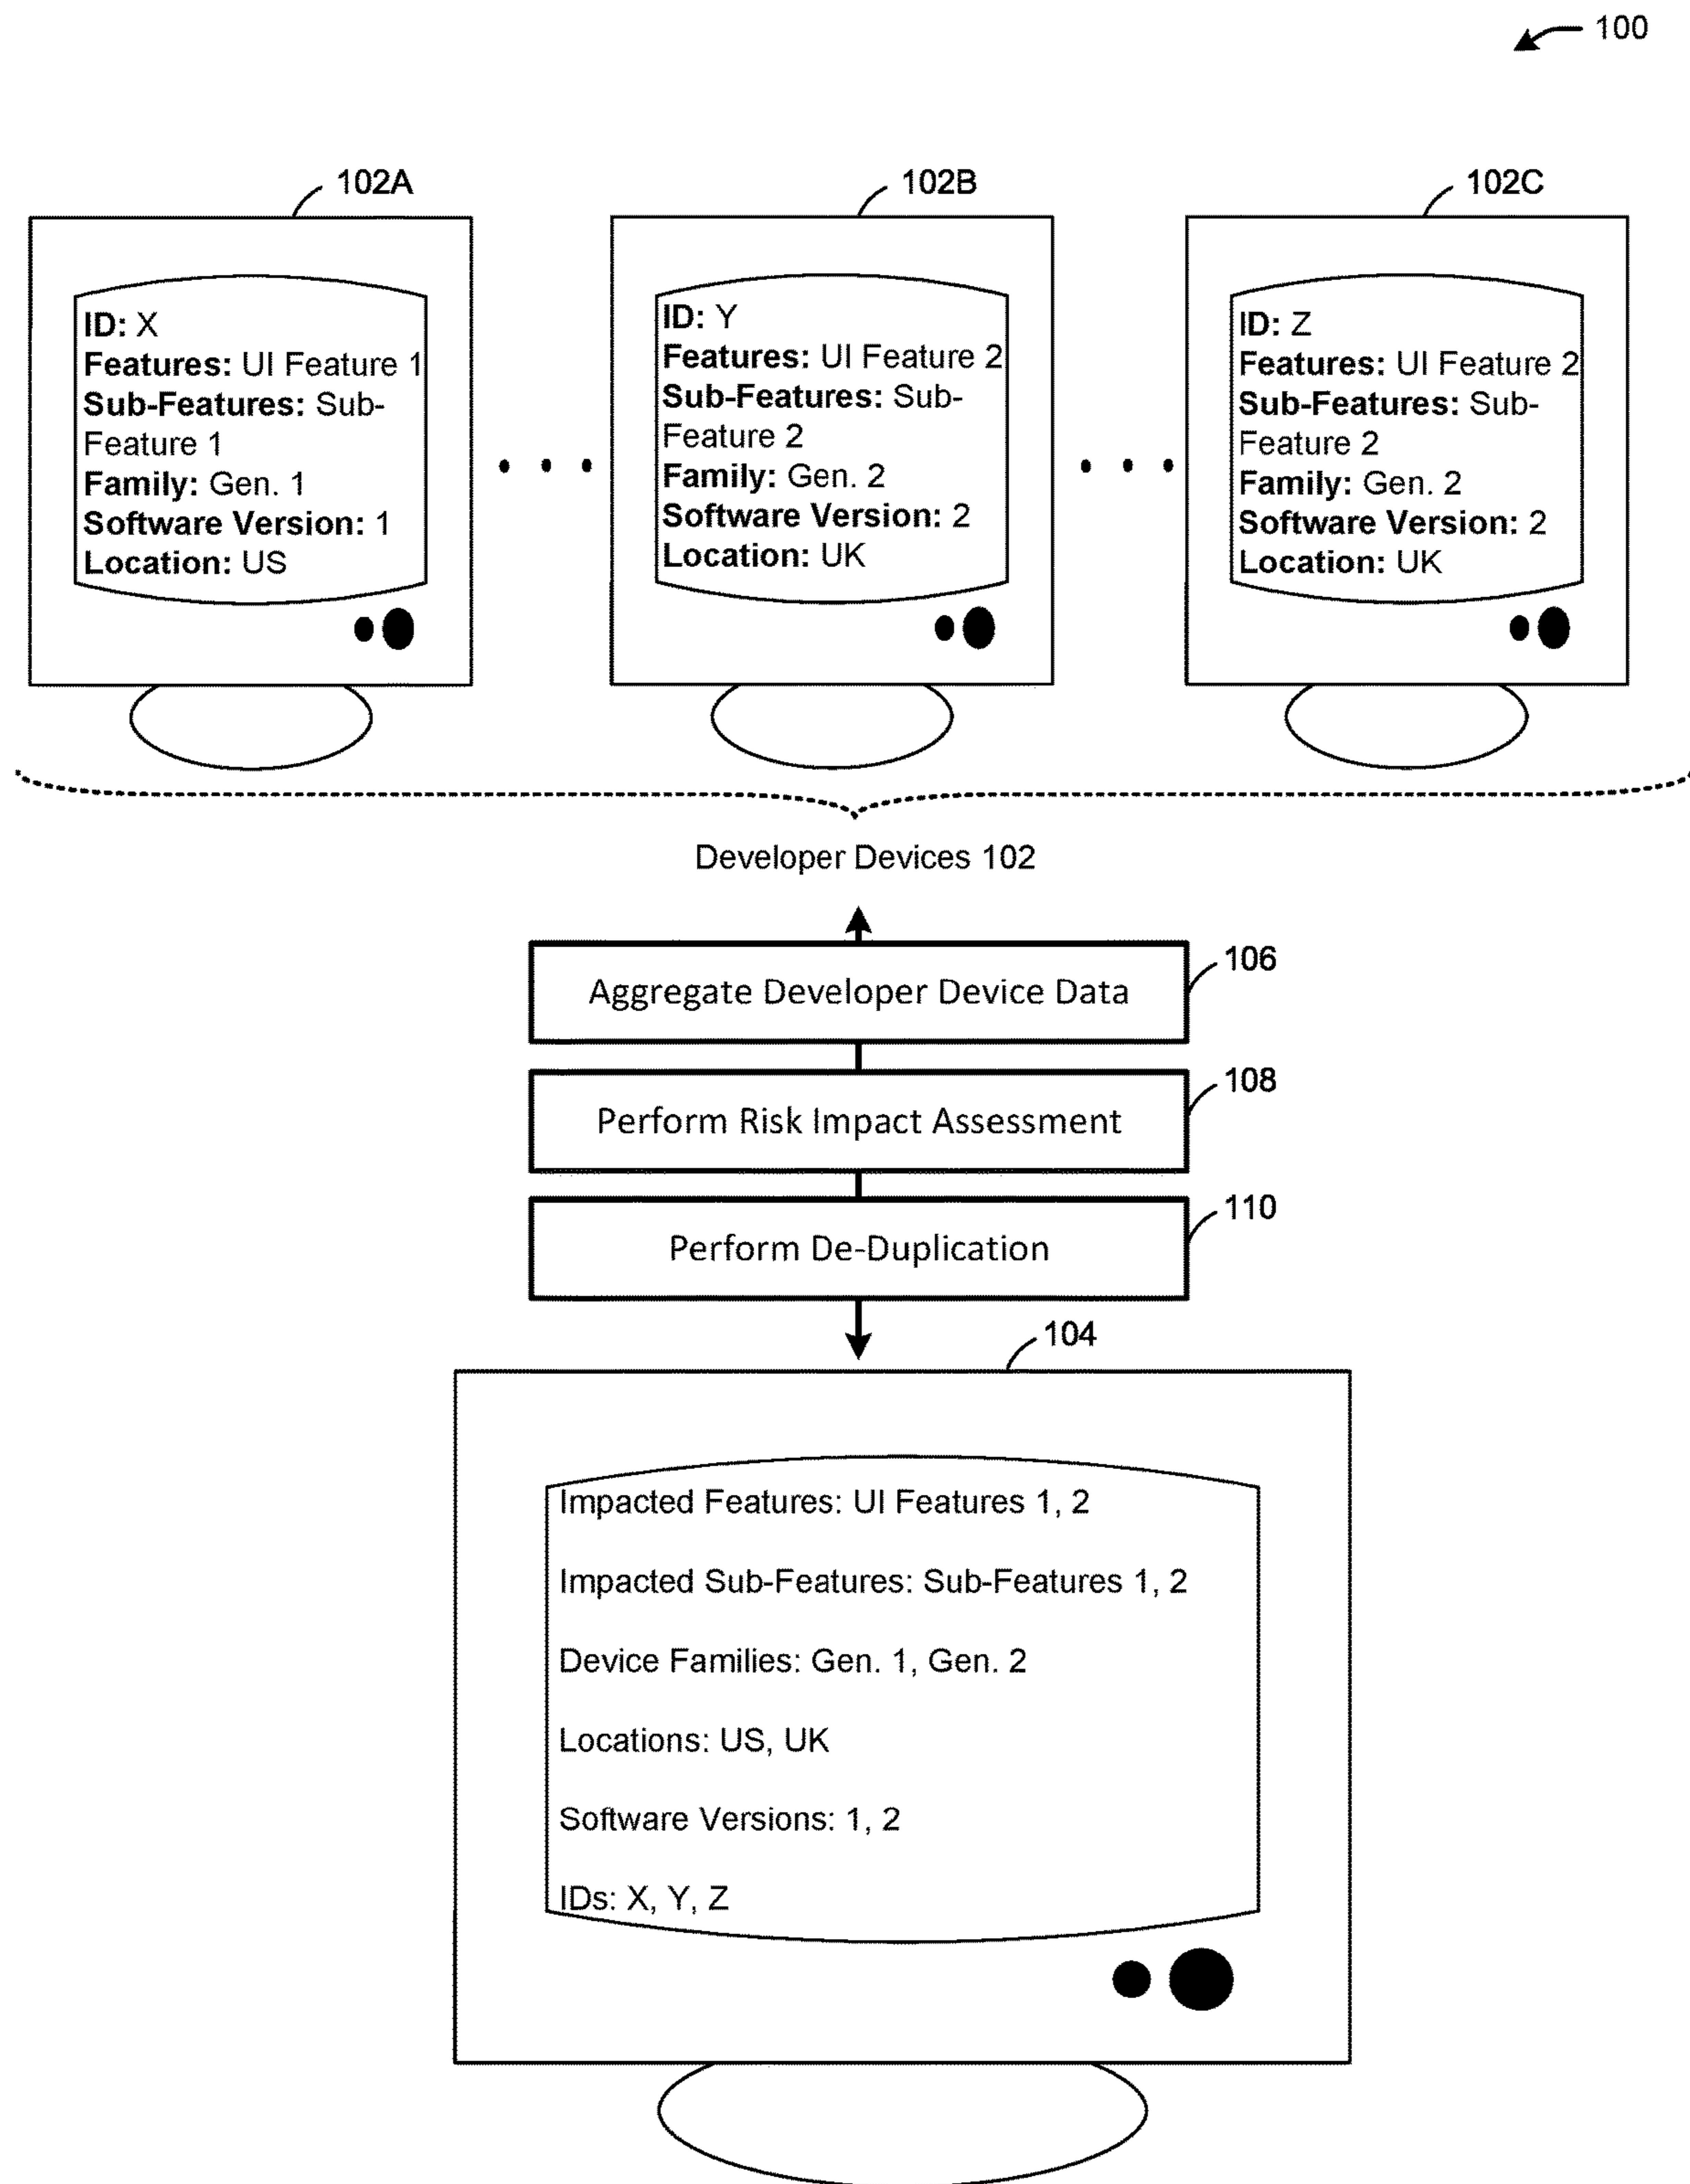 100
102A
102B
102C
ID: X
Features: UI Feature 1
Sub-Features: Sub-
Feature 1
Family: Gen. 1
Software Version: 1
Location: US
ID: Y
Features: UI Feature 2
Sub-Features: Sub-
Feature 2
Family: Gen. 2
Software Version: 2
Location: UK
ID: Z
Features: UI Feature 2
Sub-Features: Sub-
Feature 2
Family: Gen. 2
Software Version: 2
Location: UK
Developer Devices 102
106
Aggregate Developer Device Data
108
Perform Risk Impact Assessment
110
Perform De-Duplication
104
Impacted Features: UI Features 1, 2
Impacted Sub-Features: Sub-Features 1, 2
Device Families: Gen. 1, Gen. 2
Locations: US, UK
Software Versions: 1, 2
IDs: X, Y, Z